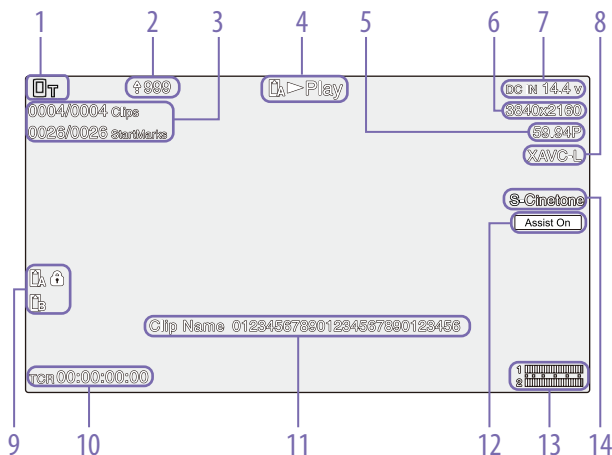 1 2 3 4 5 6 7 8
T ↑999 A ▷Play DC IN 14.4 V
0004/0004 Clips 3840x2160
0026/0026 StartMarks 59.94P
XAVC-L
S-Cinetone
Assist On
A
B
Clip Name 012345678901234567890123456
TCR 00:00:00:00
1
2
9 10 11 12 13 14